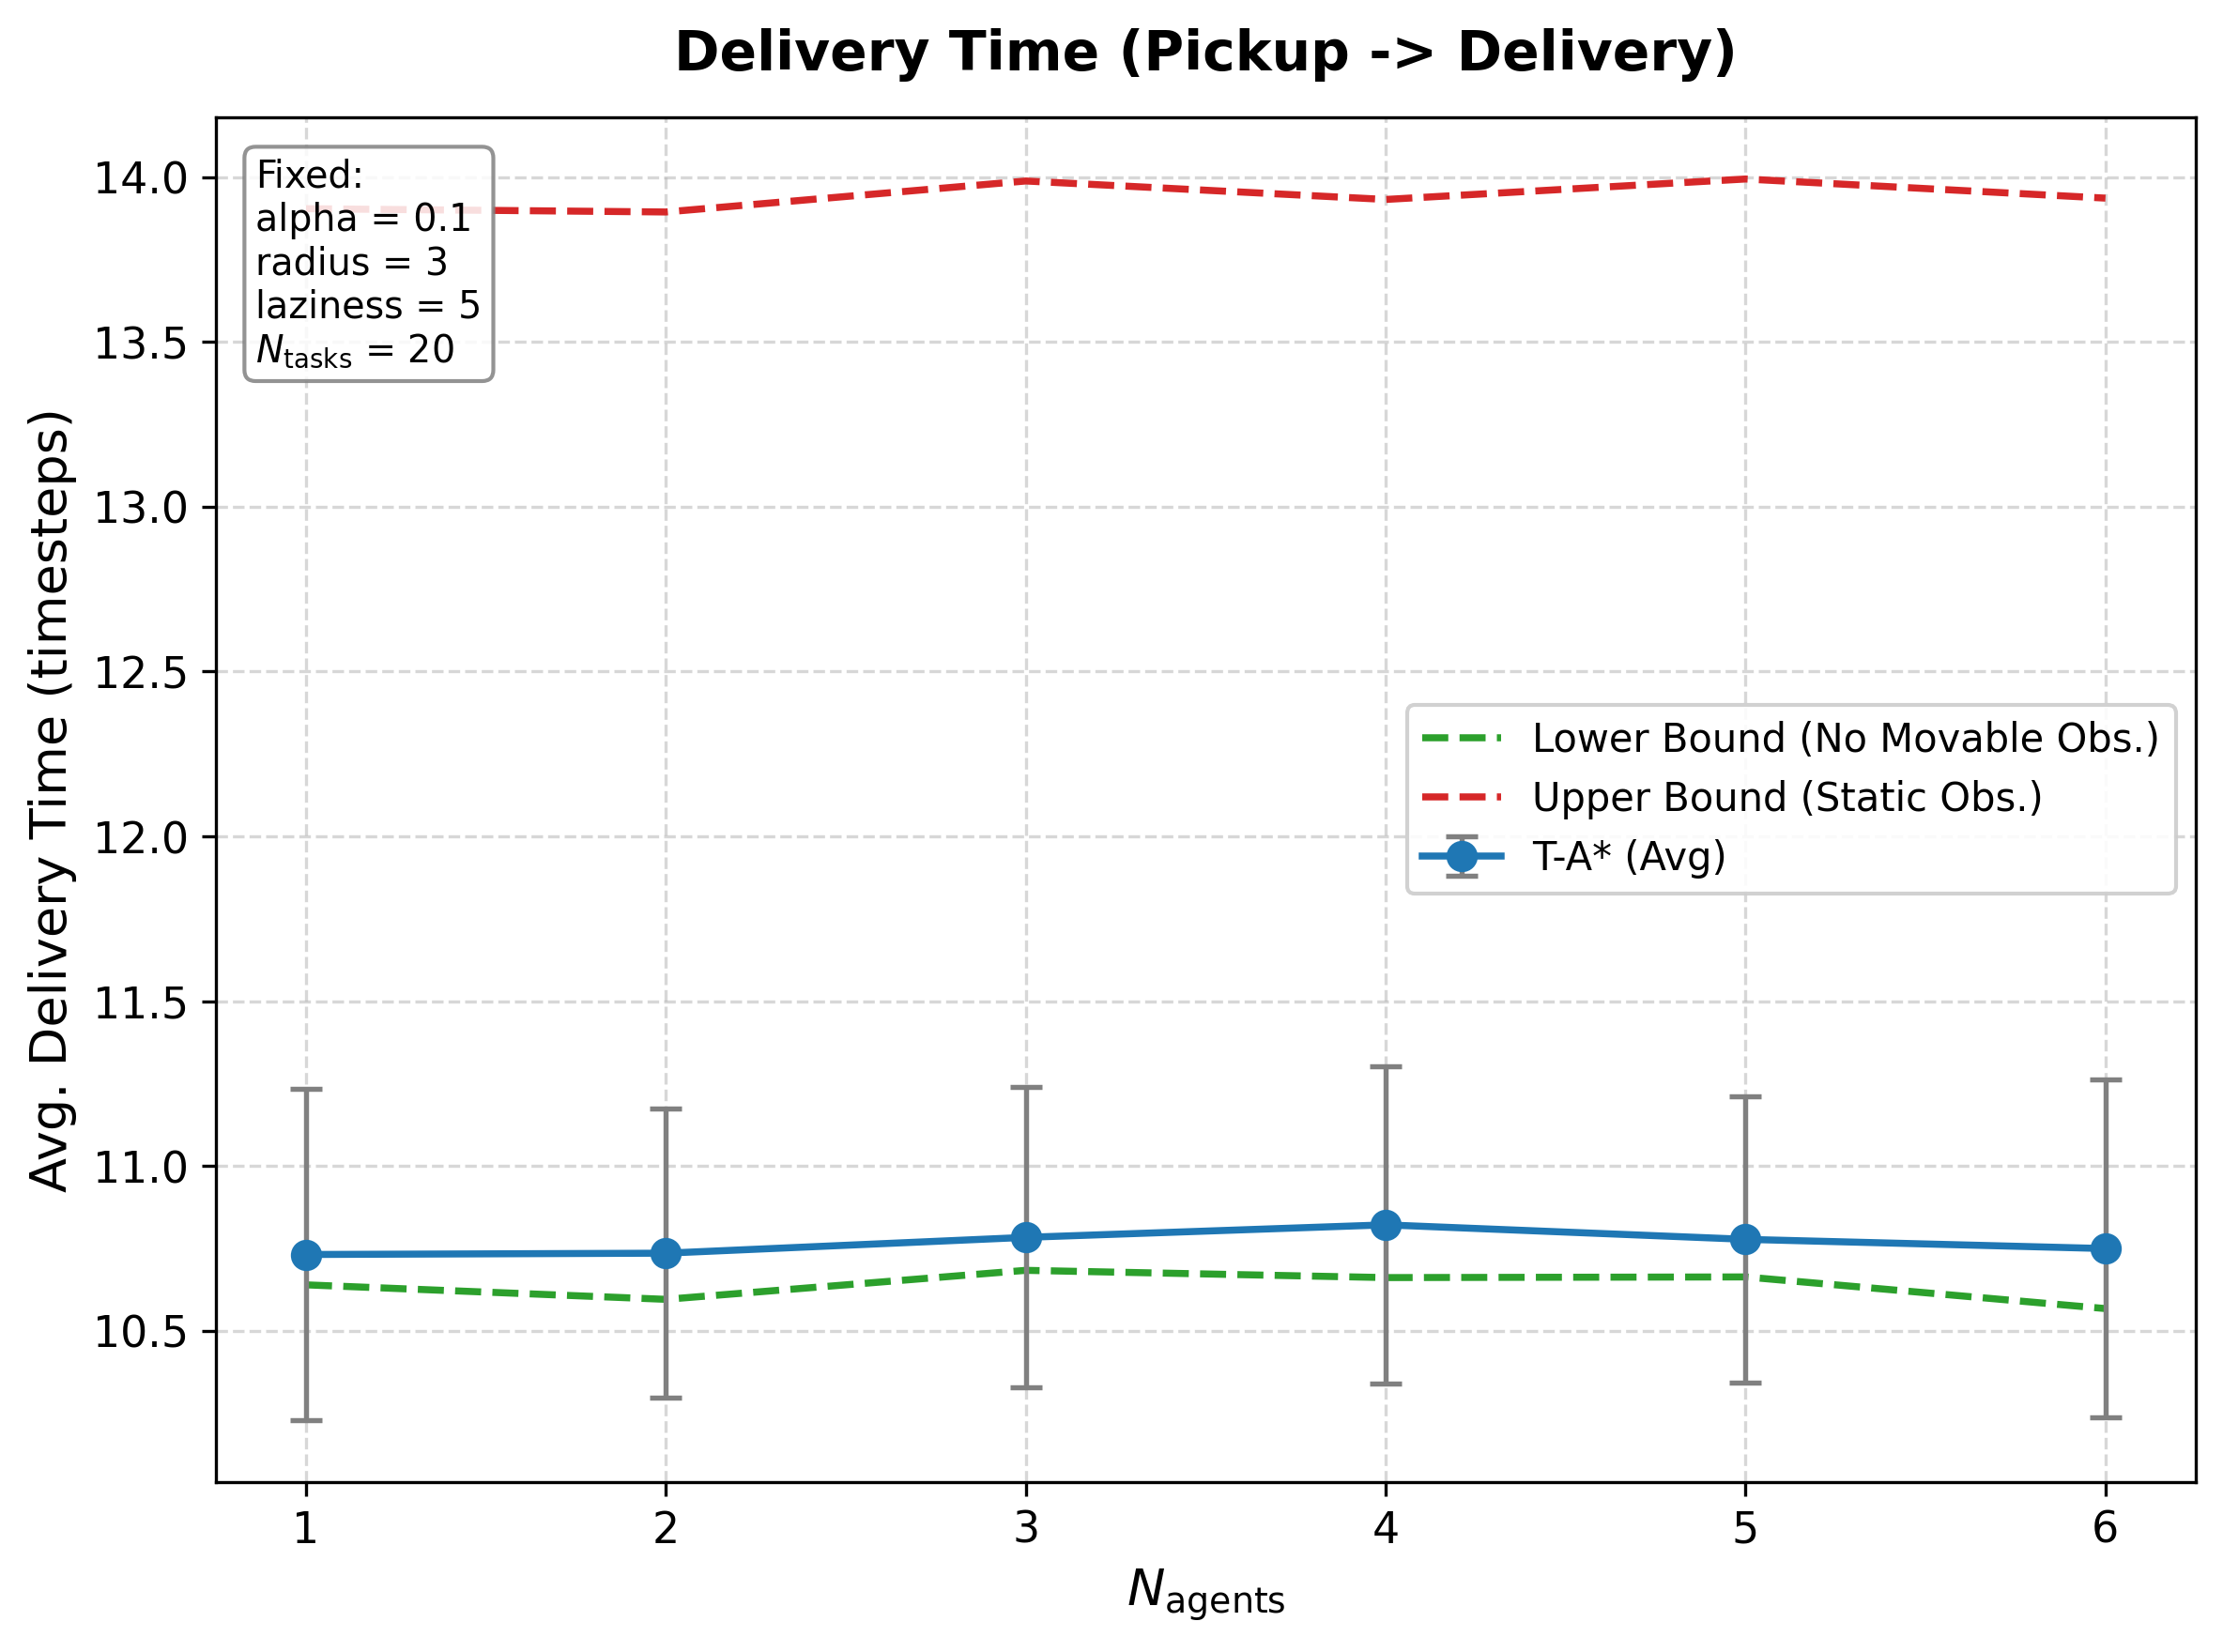 Delivery Time (Pickup -> Delivery)
Avg. Delivery Time (timesteps)
14.0
13.5
13.0
12.5
12.0
11.5
11.0
10.5
Fixed:
alpha = 0.1
radius = 3
laziness = 5
N_tasks = 20
Lower Bound (No Movable Obs.)
Upper Bound (Static Obs.)
T-A* (Avg)
1 2 3 4 5 6
N_agents